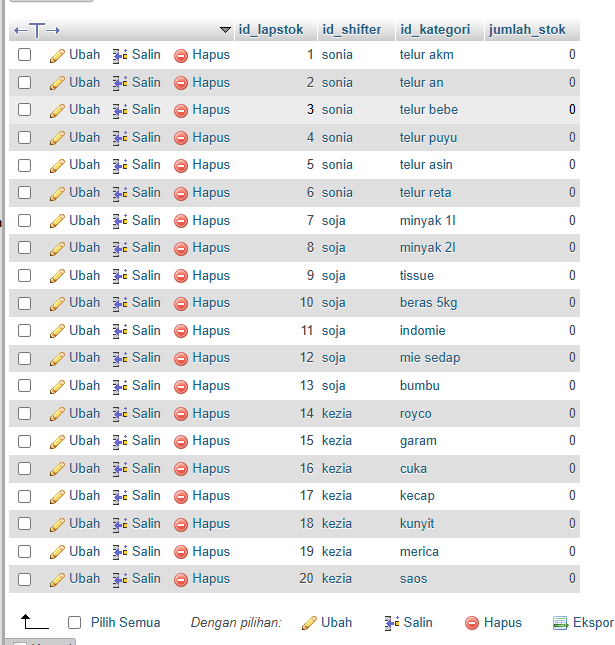 id_lapstok id_shifter id_kategori jumlah_stok
Ubah Salin Hapus 1 sonia telur akm 0
Ubah Salin Hapus 2 sonia telur an 0
Ubah Salin Hapus 3 sonia telur bebe 0
Ubah Salin Hapus 4 sonia telur puyu 0
Ubah Salin Hapus 5 sonia telur asin 0
Ubah Salin Hapus 6 sonia telur reta 0
Ubah Salin Hapus 7 soja minyak 1l 0
Ubah Salin Hapus 8 soja minyak 2l 0
Ubah Salin Hapus 9 soja tissue 0
Ubah Salin Hapus 10 soja beras 5kg 0
Ubah Salin Hapus 11 soja indomie 0
Ubah Salin Hapus 12 soja mie sedap 0
Ubah Salin Hapus 13 soja bumbu 0
Ubah Salin Hapus 14 kezia royco 0
Ubah Salin Hapus 15 kezia garam 0
Ubah Salin Hapus 16 kezia cuka 0
Ubah Salin Hapus 17 kezia kecap 0
Ubah Salin Hapus 18 kezia kunyit 0
Ubah Salin Hapus 19 kezia merica 0
Ubah Salin Hapus 20 kezia saos 0
Pilih Semua Dengan pilihan: Ubah Salin Hapus Ekspor